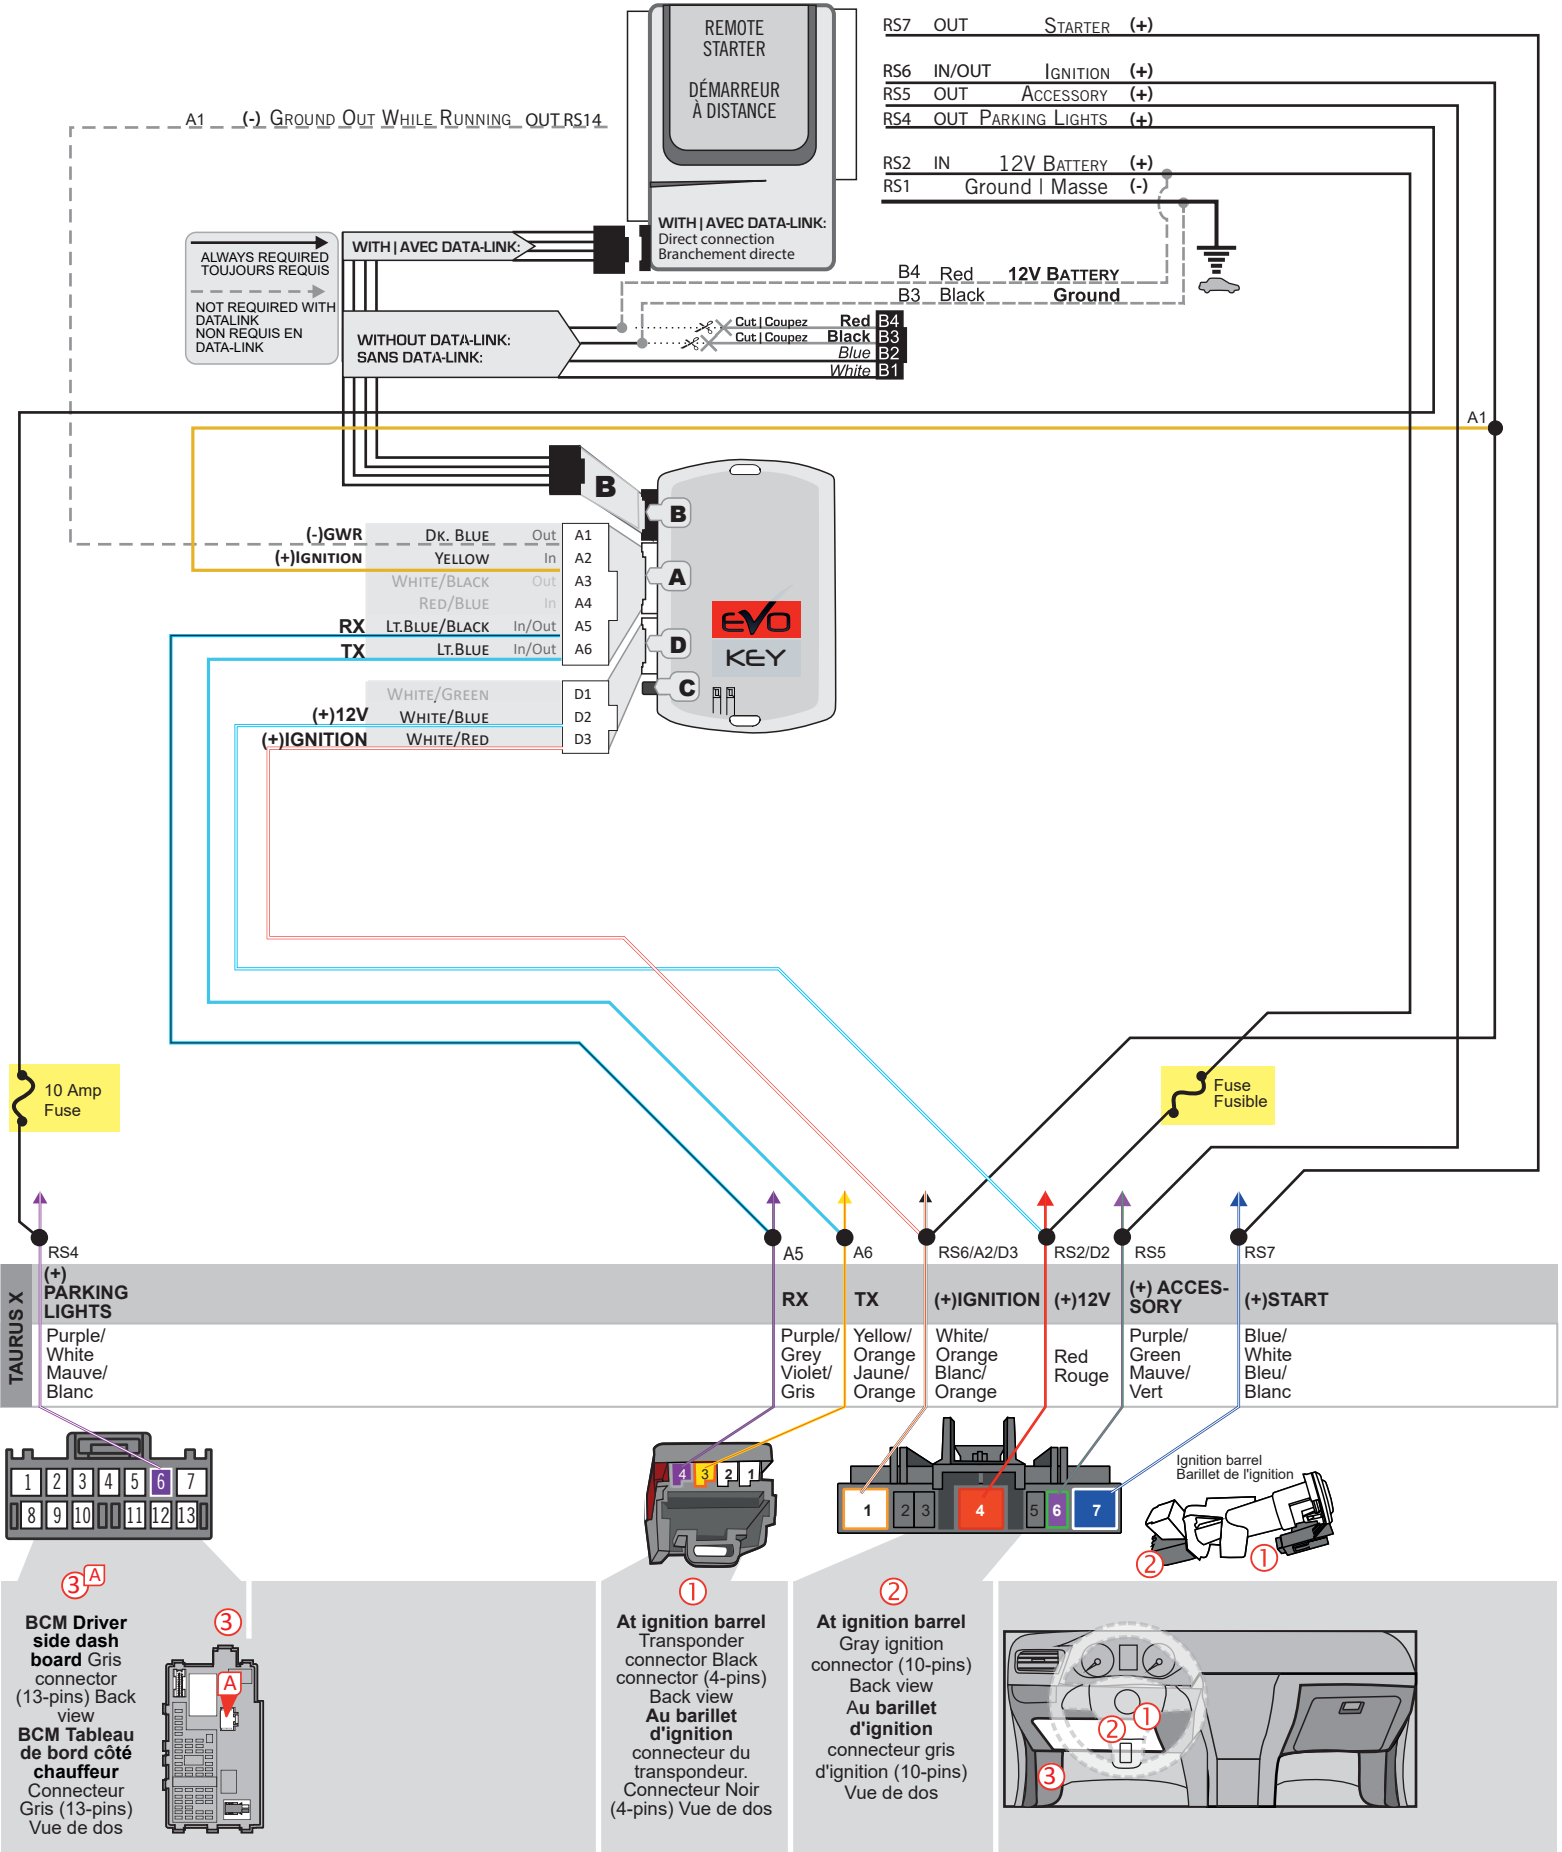 REMOTE
STARTER
DÉMARREUR
À DISTANCE
RS7 OUT STARTER (+)
RS6 IN/OUT IGNITION (+)
RS5 OUT ACCESSORY (+)
RS4 OUT PARKING LIGHTS (+)
RS2 IN 12V BATTERY (+)
RS1 Ground | Masse (-)
A1 (-) GROUND OUT WHILE RUNNING OUT RS14
WITH | AVEC DATA-LINK:
Direct connection
Branchement directe
ALWAYS REQUIRED
TOUJOURS REQUIS
NOT REQUIRED WITH
DATALINK
NON REQUIS EN
DATA-LINK
WITH | AVEC DATA-LINK:
B4 Red 12V BATTERY
B3 Black Ground
WITHOUT DATA-LINK:
SANS DATA-LINK:
Cut | Coupez Red B4
Cut | Coupez Black B3
Blue B2
White B1
A1
B
B
A
D
C
EVO
KEY
(-)GWR DK. BLUE Out A1
(+)IGNITION YELLOW In A2
WHITE/BLACK Out A3
RED/BLUE In A4
RX LT.BLUE/BLACK In/Out A5
TX LT.BLUE In/Out A6
WHITE/GREEN D1
(+)12V WHITE/BLUE D2
(+)IGNITION WHITE/RED D3
10 Amp
Fuse
Fuse
Fusible
RS4
A5
A6
RS6/A2/D3
RS2/D2
RS5
RS7
TAURUS X
(+)
PARKING
LIGHTS
RX
TX
(+)IGNITION
(+)12V
(+) ACCES-
SORY
(+)START
Purple/
White
Mauve/
Blanc
Purple/
Grey
Violet/
Gris
Yellow/
Orange
Jaune/
Orange
White/
Orange
Blanc/
Orange
Red
Rouge
Purple/
Green
Mauve/
Vert
Blue/
White
Bleu/
Blanc
1 2 3 4 5 6 7
8 9 10 11 12 13
4 3 2 1
1 2 3 4 5 6 7
Ignition barrel
Barillet de l'ignition
2
1
3 A
BCM Driver
side dash
board Gris
connector
(13-pins) Back
view
BCM Tableau
de bord côté
chauffeur
Connecteur
Gris (13-pins)
Vue de dos
3
A
1
At ignition barrel
Transponder
connector Black
connector (4-pins)
Back view
Au barillet
d'ignition
connecteur du
transpondeur.
Connecteur Noir
(4-pins) Vue de dos
2
At ignition barrel
Gray ignition
connector (10-pins)
Back view
Au barillet
d'ignition
connecteur gris
d'ignition (10-pins)
Vue de dos
1
2
3